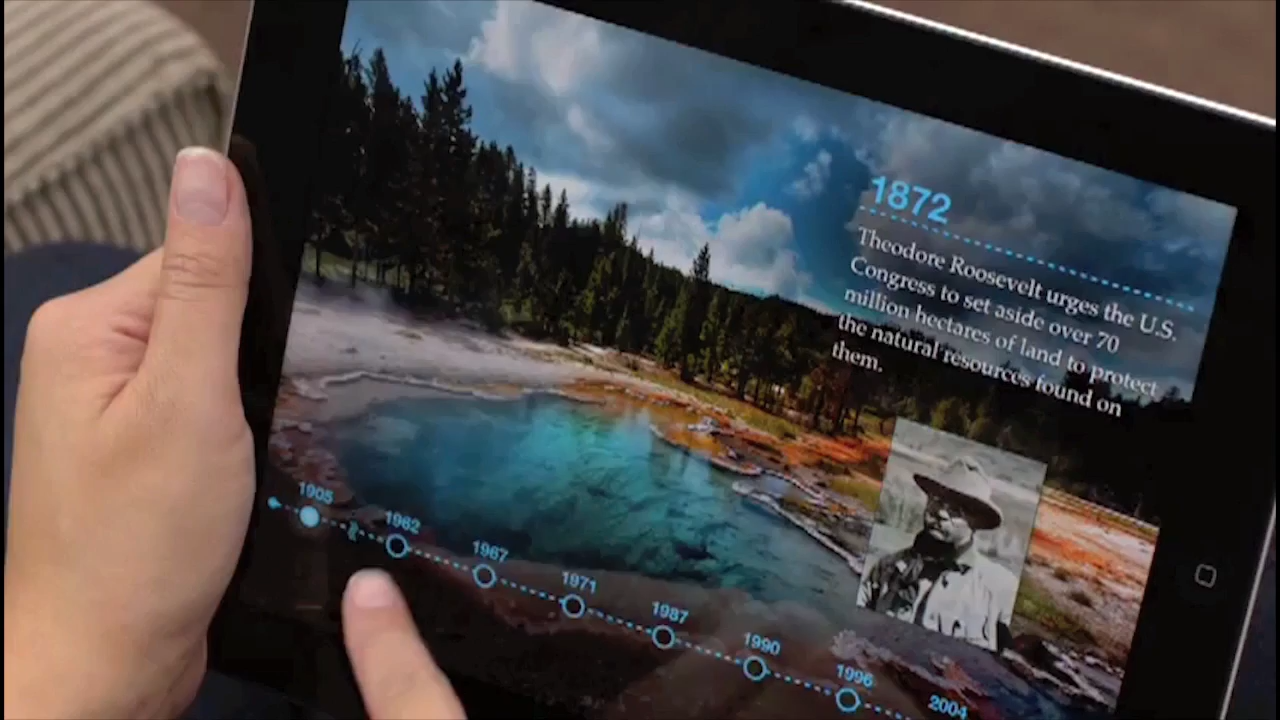 1872
Theodore Roosevelt urges the U.S.
Congress to set aside over 70
million hectares of land to protect
the natural resources found on
them.
1905
1962
1967
1971
1987
1990
1996
2004